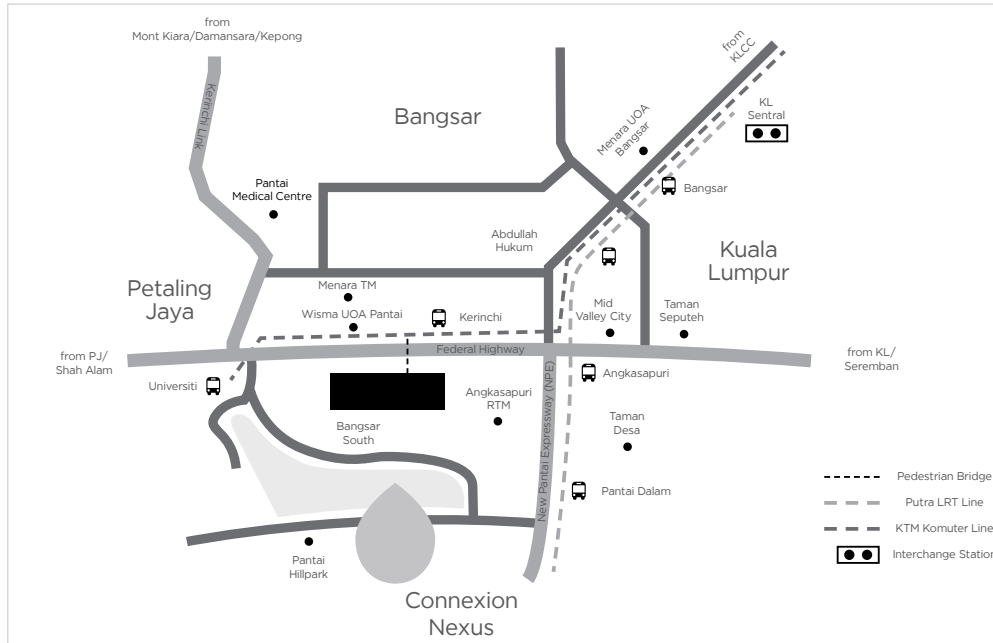 from
Mont Kiara/Damansara/Kepong
Kerinchi Link
Bangsar
from
KLCC
KL
Sentral
Menara UOA
Bangsar
Bangsar
Pantai
Medical Centre
Abdullah
Hukum
Kuala
Lumpur
Petaling
Jaya
Menara TM
Wisma UOA Pantai
Kerinchi
Mid
Valley City
Taman
Seputeh
from PJ/
Shah Alam
Federal Highway
from KL/
Seremban
Universiti
Angkasapuri
Angkasapuri
RTM
New Pantai Expressway (NPE)
Bangsar
South
Taman
Desa
Pantai Dalam
Pantai
Hillpark
Connexion
Nexus
Pedestrian Bridge
Putra LRT Line
KTM Komuter Line
Interchange Station